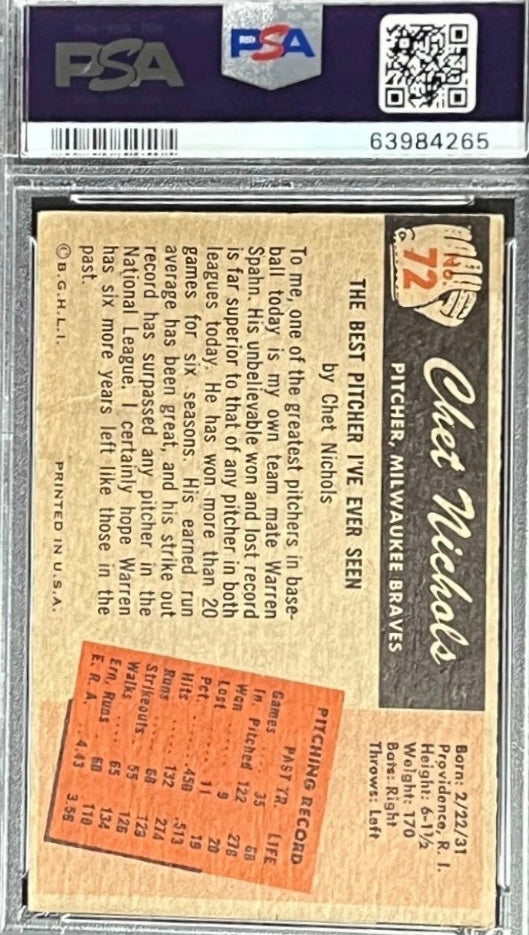 PSA
PSA
63984265
NO.
72
Chet Nichols
PITCHER, MILWAUKEE BRAVES
Born: 2/22/31
Providence, R. I.
Height: 6-1½
Weight: 170
Bats: Right
Throws: Left
THE BEST PITCHER I'VE EVER SEEN
by Chet Nichols
To me, one of the greatest pitchers in base-
ball today is my own team mate Warren
Spahn. His unbelievable won and lost record
is far superior to that of any pitcher in both
leagues today. He has won more than 20
games for six seasons. His earned run
average has been great, and his strike out
record has surpassed any pitcher in the
National League. I certainly hope Warren
has six more years left like those in the
past.
PITCHING RECORD
PAST YR. LIFE
Games 35 68
In Pitched.. 122 278
Won ..... 9 20
Lost ..... 11 19
Pct. ..... .450 .513
Hits ..... 132 274
Runs ..... 68
Strikeouts .. 55 126
Walks .... 65 134
Ern. Runs .. 60 110
E. R. A. .. 4.43 3.56
©B.G.H.L.I.
PRINTED IN U.S.A.